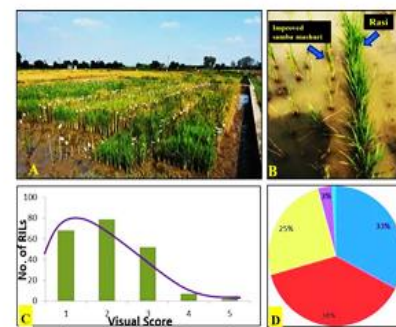 A
Improved
samba mashuri
Rasi
B
No. of RILs
100
80
60
40
20
0
1 2 3 4 5
C
Visual Score
3%
33%
25%
D